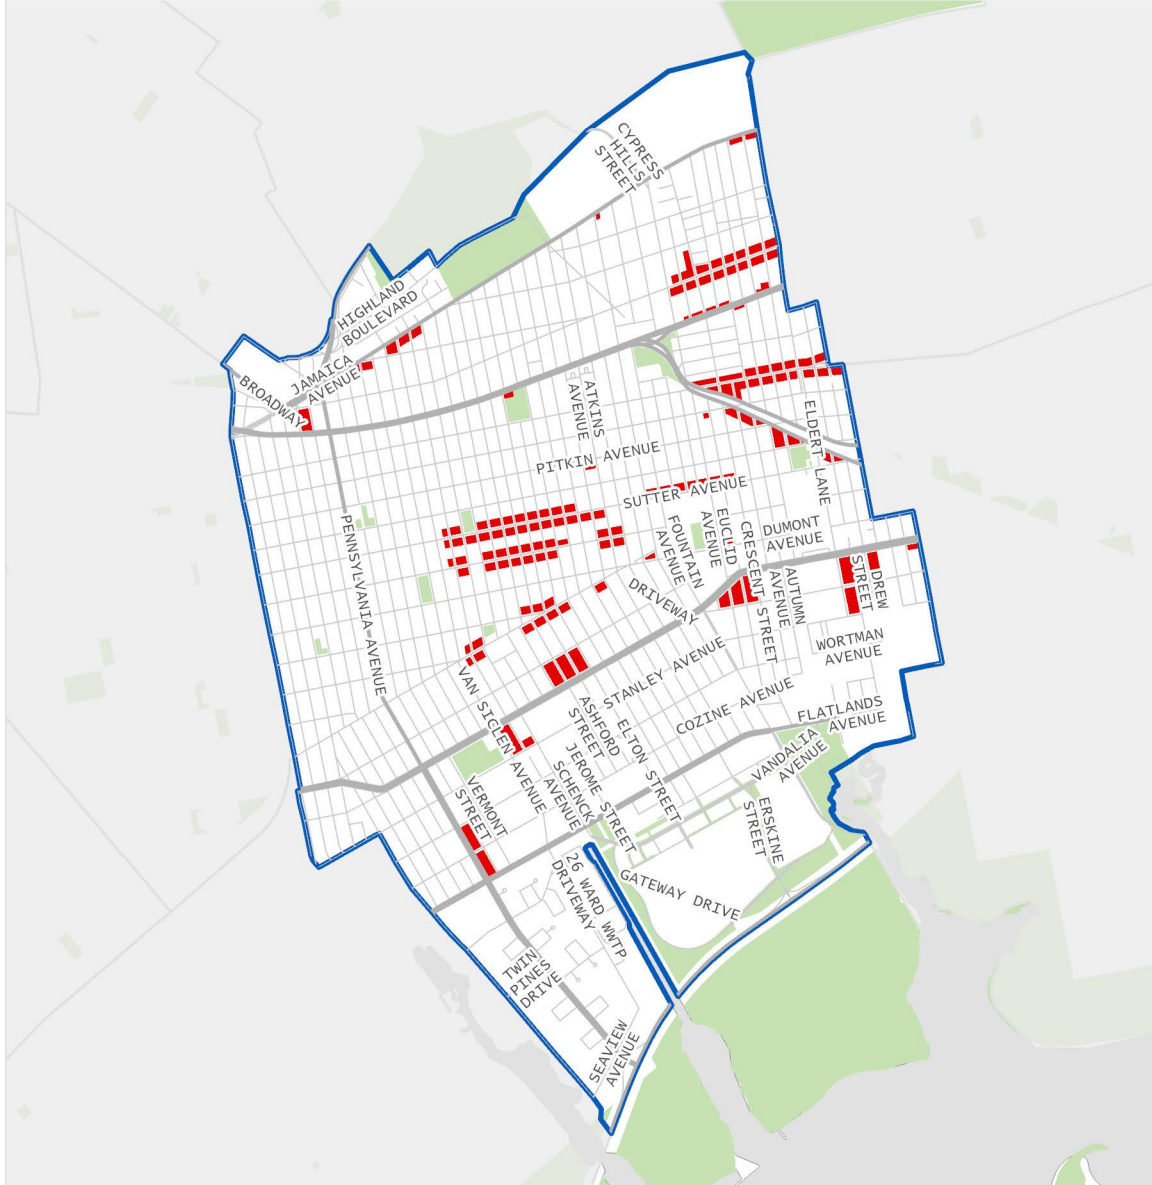 CYPRESS
HILLS
STREET
HIGHLAND
BOULEVARD
JAMAICA
AVENUE
BROADWAY
ATKINS
AVENUE
ELDERT LANE
PITKIN AVENUE
SUTTER AVENUE
PENNSYLVANIA AVENUE
FOUNTAIN
AVENUE
EUCLID
AVENUE
CRESCENT STREET
DUMONT
AVENUE
AUTUMN
AVENUE
DREW
STREET
DRIVEWAY
WORTMAN
AVENUE
STANLEY AVENUE
VAN SICLEN AVENUE
COZINE AVENUE
FLATLANDS
AVENUE
ASHFORD
STREET
ELTON STREET
VANDALIA
AVENUE
JEROME STREET
SCHENCK
AVENUE
VERMONT
STREET
ERSKINE
STREET
26 WARD WWTP
DRIVEWAY
GATEWAY DRIVE
TWIN
PINES
DRIVE
SEAVIEW
AVENUE